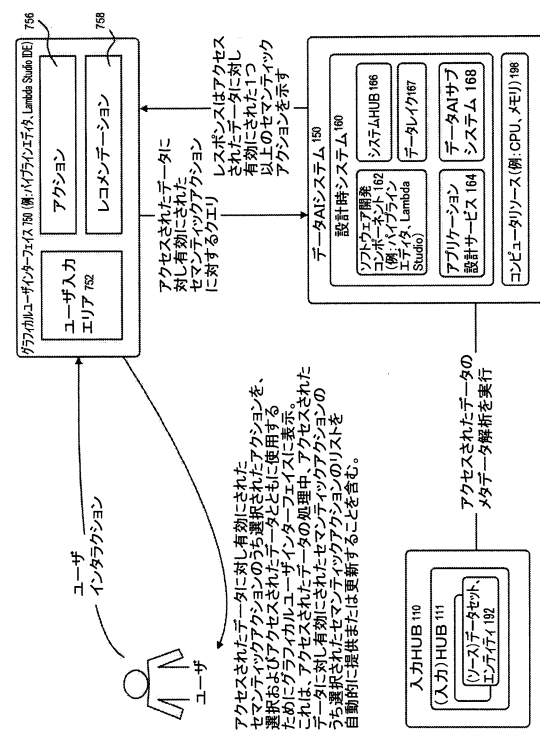 グラフィカルユーザインターフェイス 750 (例:パイプラインエディタ、Lambda Studio IDE)
ユーザ入力
エリア 752
アクション
756
レコメンデーション
758
ユーザ
インタラクション
ユーザ
アクセスされたデータに
対し有効にされた
セマンティックアクション
に対するクエリ
レスポンスはアクセス
されたデータに対し
有効にされた1つ
以上のセマンティック
アクションを示す
アクセスされたデータに対し有効にされた
セマンティックアクションのうち選択されたアクションを、
選択およびアクセスされたデータとともに使用する
ためにグラフィカルユーザインターフェイスに表示。
これは、アクセスされたデータの処理中、アクセスされた
データに対し有効にされたセマンティックアクションの
うち選択されたセマンティックアクションのリストを
自動的に提供または更新することを含む。
データAIシステム 150
設計時システム 160
ソフトウェア開発
コンポーネント 162
(例:パイプライン
エディタ、Lambda
Studio)
システムHUB 166
データレイク167
アプリケーション
設計サービス 164
データAIサブ
システム 168
コンピュータリソース (例:CPU、メモリ) 198
アクセスされたデータの
メタデータ解析を実行
入力HUB 110
(入力) HUB 111
(ソース)データセット、
エンティティ 192